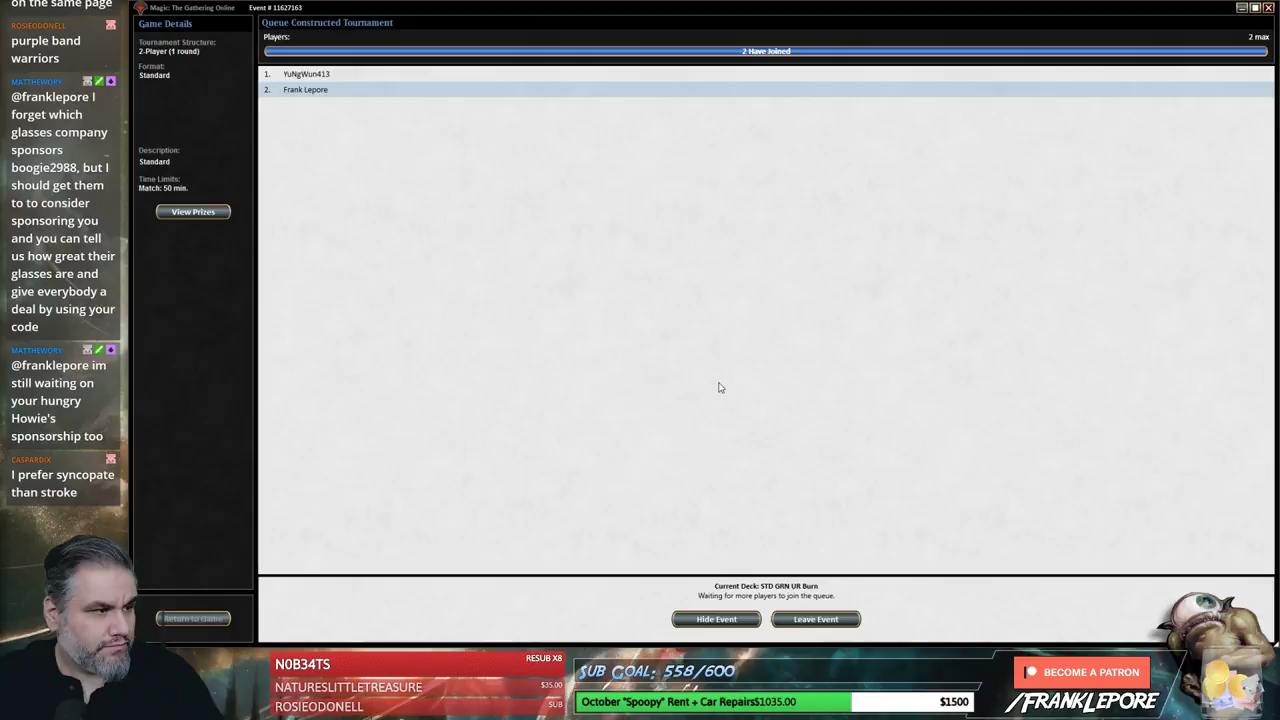 on the same page
ROSIEODONELL
purple band
warriors
MATTHEWORY
@franklepore I
forget which
glasses company
sponsors
boogie2988, but I
should get them
to to consider
sponsoring you
and you can tell
us how great their
glasses are and
give everybody a
deal by using your
code
MATTHEWORY
@franklepore im
still waiting on
your hungry
Howie's
sponsorship too
CASPARDIX
I prefer syncopate
than stroke
Magic: The Gathering Online Event # 11627163
Game Details
Tournament Structure:
2-Player (1 round)
Format:
Standard
Description:
Standard
Time Limits:
Match: 50 min.
View Prizes
Return to Game
Queue Constructed Tournament
Players: 2 max
2 Have Joined
1. YuNgWun413
2. Frank Lepore
Current Deck: STD GRN UR Burn
Waiting for more players to join the queue.
Hide Event Leave Event
N0B34TS RESUB X8
NATURESLITTLETREASURE $35.00
ROSIEODONELL SUB
SUB GOAL: 558/600
October "Spoopy" Rent + Car Repairs$1035.00 $1500
BECOME A PATRON
/FRANKLEPORE